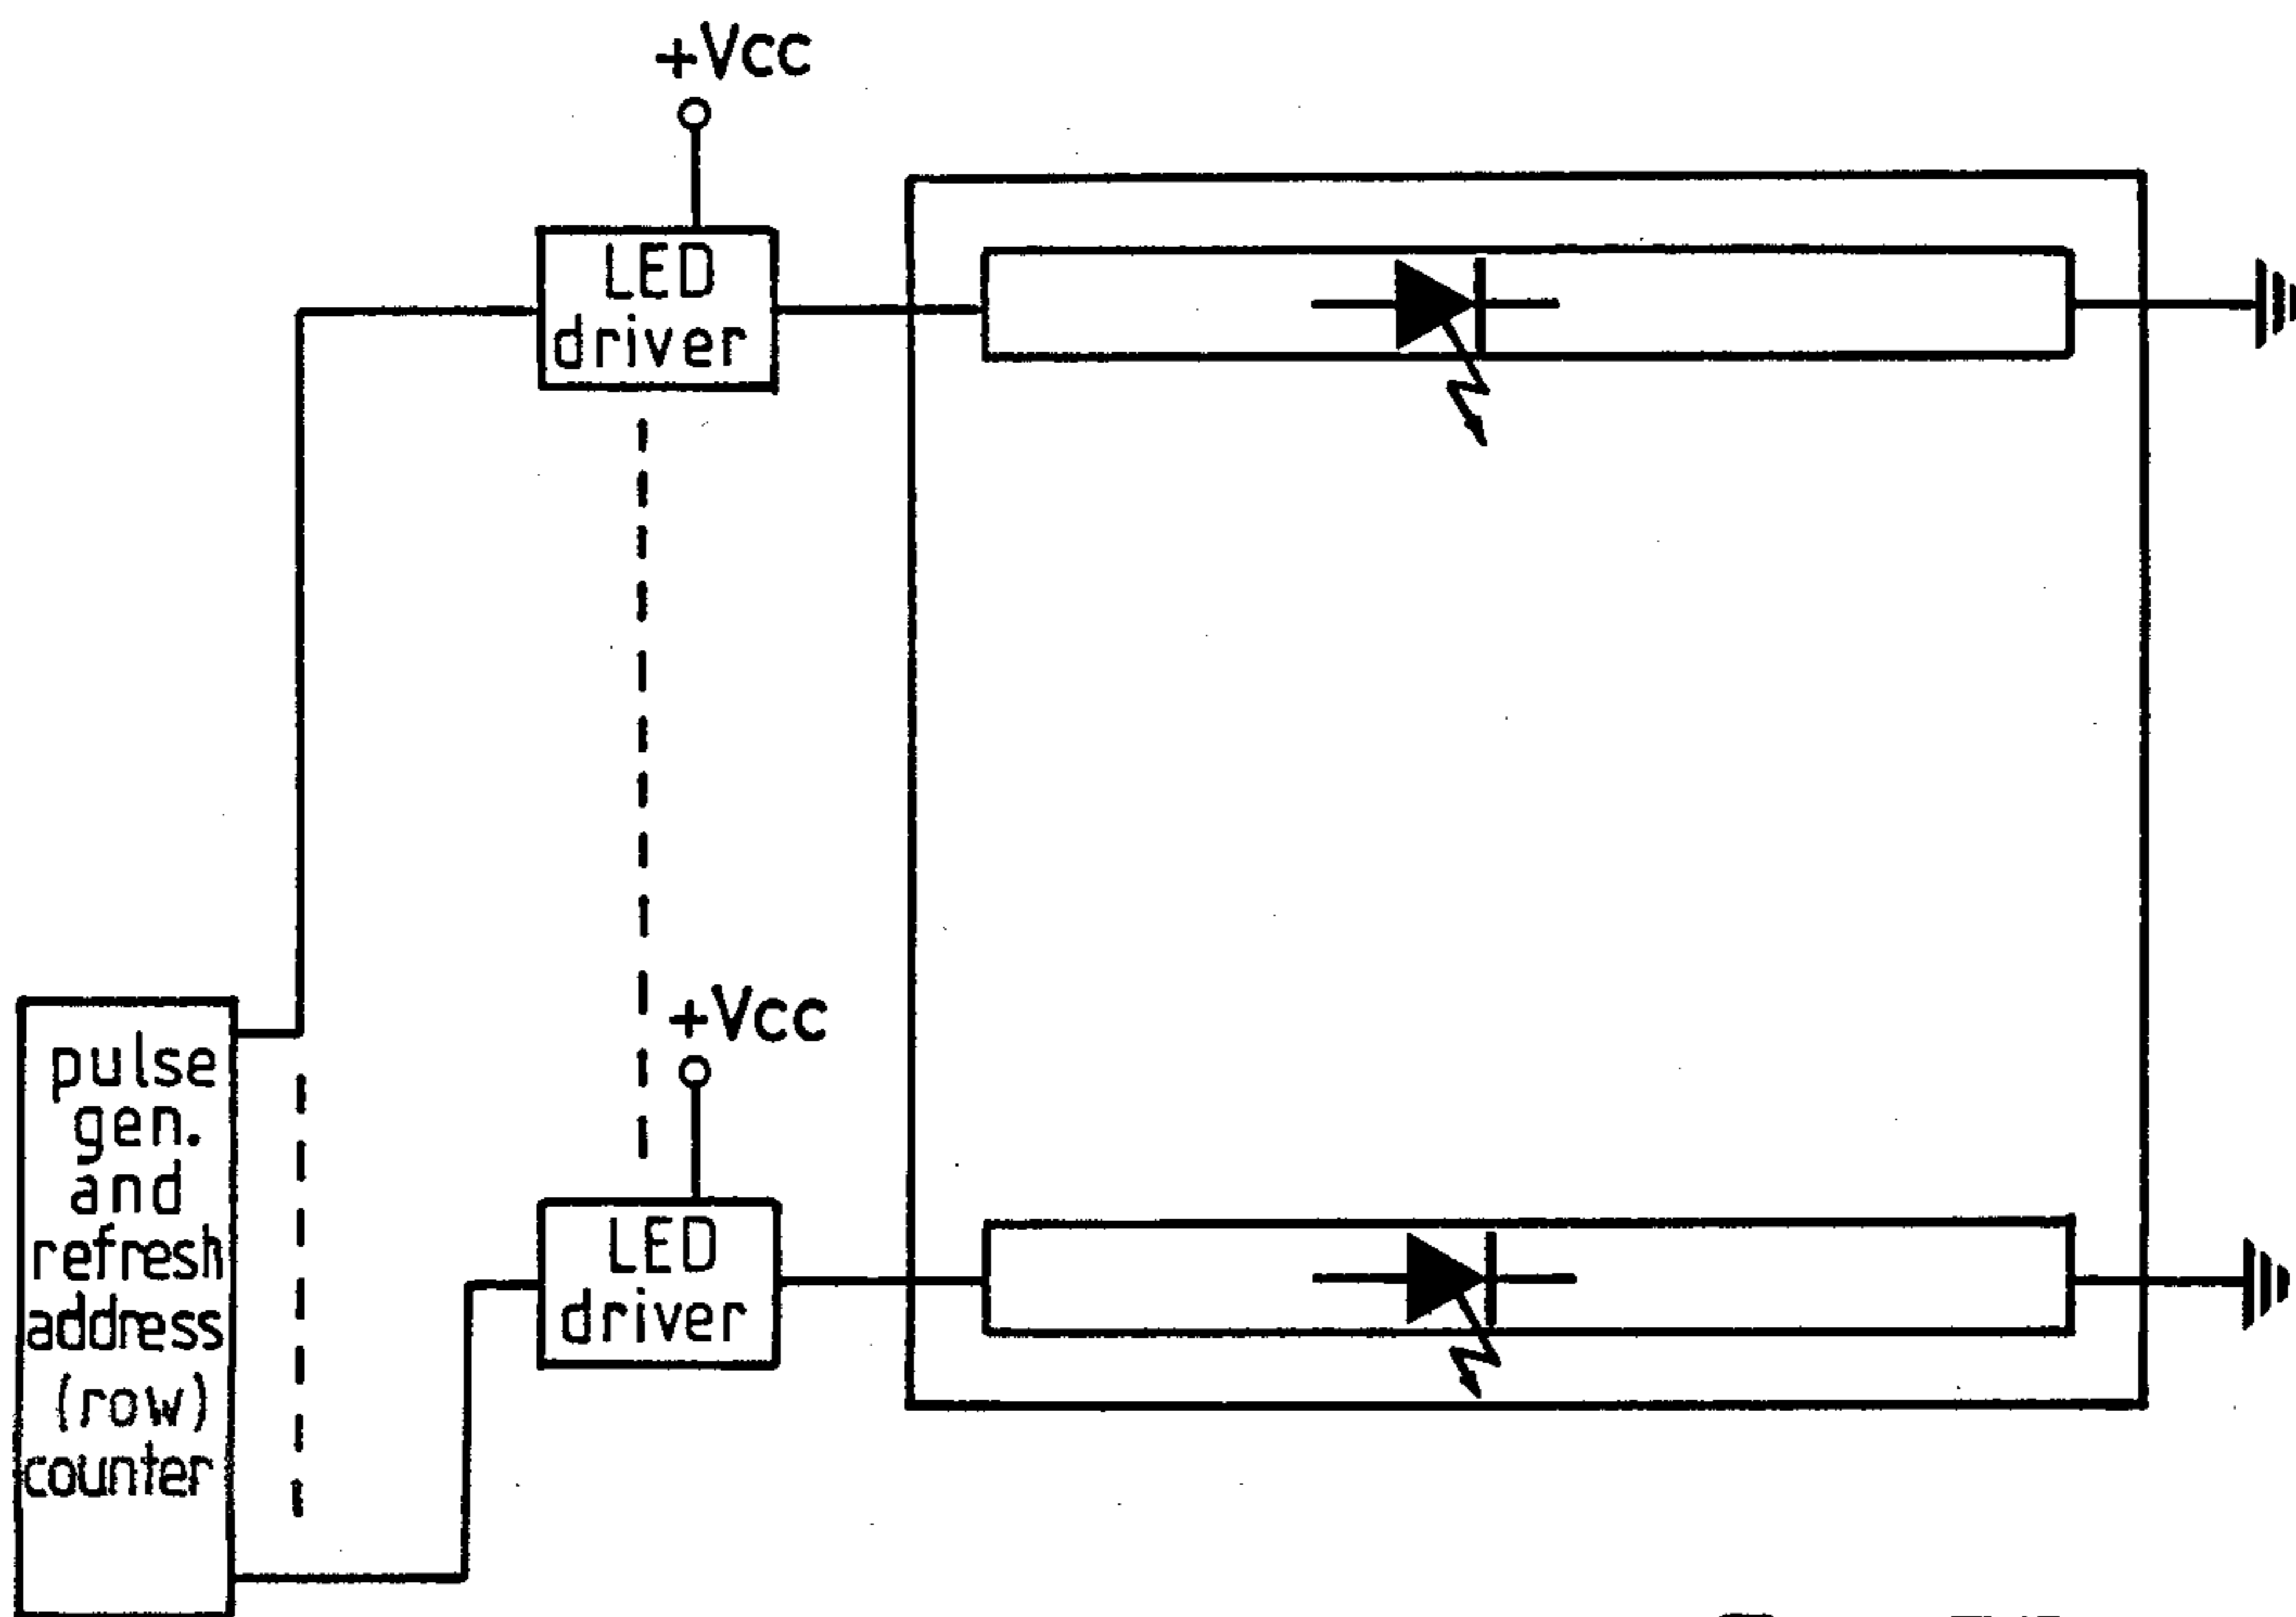 +Vcc
LED
driver
+Vcc
LED
driver
pulse
gen.
and
refresh
address
(row)
counter